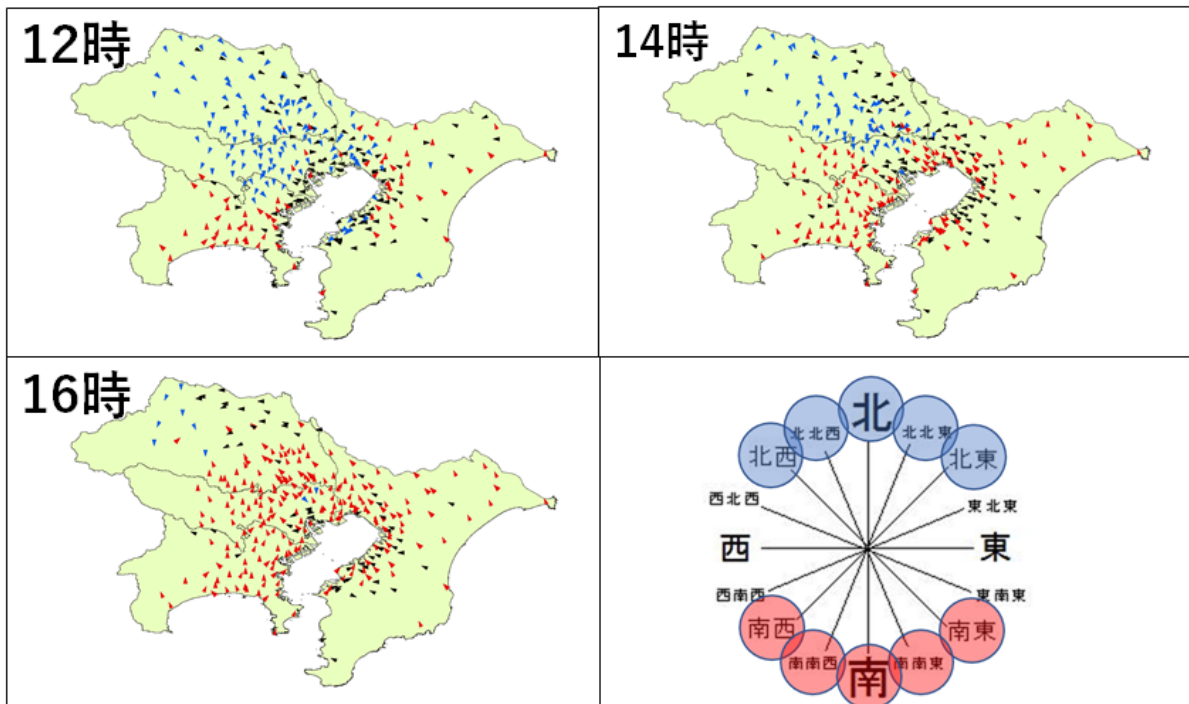 12時
14時
16時
北
北北西
北北東
北西
北東
西北西
東北東
西
東
西南西
東南東
南西
南東
南南西
南
南南東